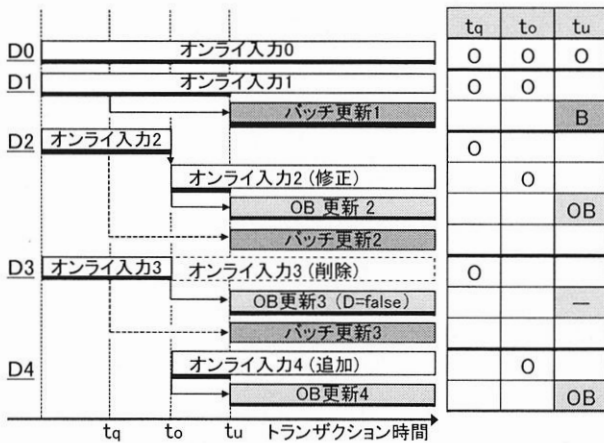 tq to tu
D0 オンライ入力0 O O O
D1 オンライ入力1 O O
バッチ更新1 B
D2 オンライ入力2 O
オンライ入力2 (修正) O
OB 更新 2 OB
バッチ更新2
D3 オンライ入力3 オンライ入力3 (削除) O
OB更新3 (D=false) —
バッチ更新3
D4 オンライ入力4 (追加) O
OB更新4 OB
tq to tu トランザクション時間